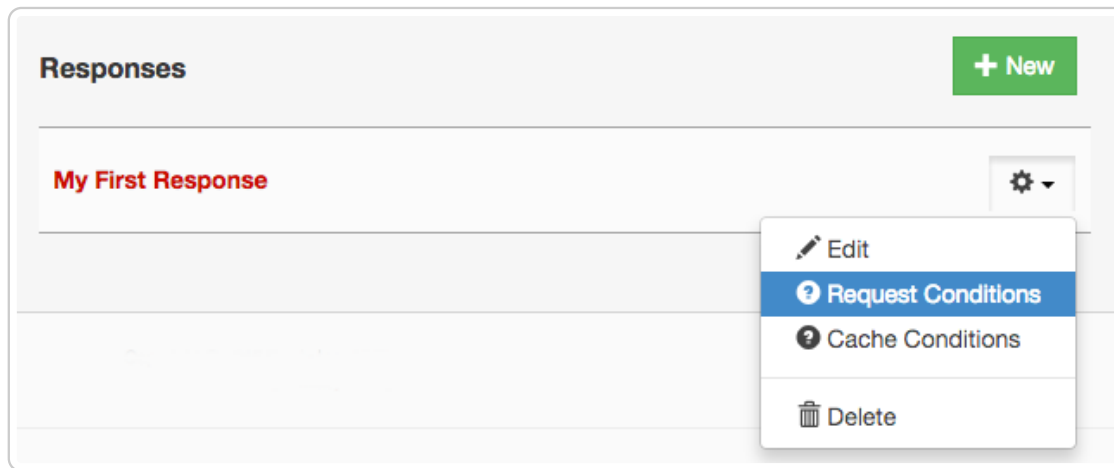 Responses
New
My First Response
Edit
Request Conditions
Cache Conditions
Delete